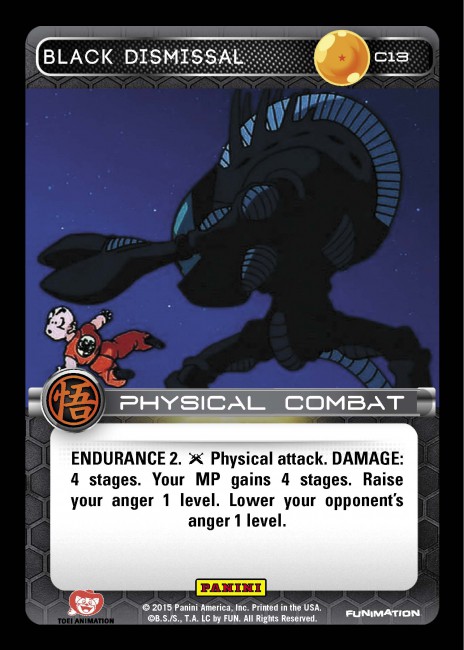 BLACK DISMISSAL C13
悟
PHYSICAL COMBAT
ENDURANCE 2. Physical attack. DAMAGE:
4 stages. Your MP gains 4 stages. Raise
your anger 1 level. Lower your opponent's
anger 1 level.
PANINI
TOEI ANIMATION
© 2015 Panini America, Inc. Printed in the USA.
©B.S./S., T.A. LC by FUN. All Rights Reserved.
FUNIMATION